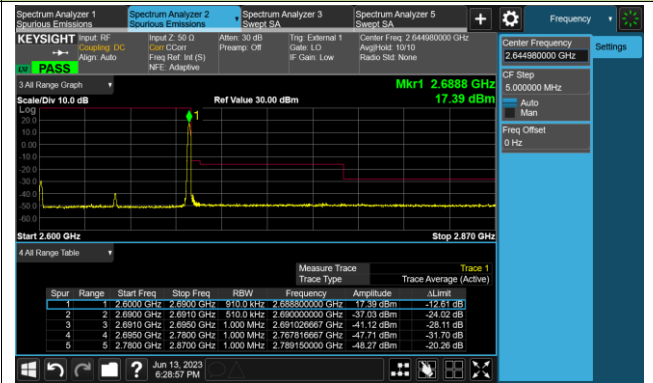 Spectrum Analyzer 1
Spurious Emissions
Spectrum Analyzer 2
Spurious Emissions
Spectrum Analyzer 3
Swept SA
Spectrum Analyzer 5
Swept SA
Frequency
KEYSIGHT
Input: RF
Coupling: DC
Align: Auto
Input Z: 50 Ω
Corr CCorr
Freq Ref: Int (S)
NFE: Adaptive
Atten: 30 dB
Preamp: Off
Trig: External 1
Gate: LO
IF Gain: Low
Center Freq: 2.644980000 GHz
Avg|Hold: 10/10
Radio Std: None
LXI
PASS
Center Frequency
2.644980000 GHz
Settings
CF Step
5.000000 MHz
Auto
Man
Freq Offset
0 Hz
3 All Range Graph
Mkr1 2.6888 GHz
17.39 dBm
Scale/Div 10.0 dB
Ref Value 30.00 dBm
Log
20.0
10.0
0.00
-10.0
-20.0
-30.0
-40.0
-50.0
-60.0
1
Start 2.600 GHz
Stop 2.870 GHz
4 All Range Table
Measure Trace Trace 1
Trace Type Trace Average (Active)
Spur Range Start Freq Stop Freq RBW Frequency Amplitude ΔLimit
1 1 2.6000 GHz 2.6900 GHz 910.0 kHz 2.688800000 GHz 17.39 dBm -12.61 dB
2 2 2.6900 GHz 2.6910 GHz 510.0 kHz 2.690000000 GHz -37.03 dBm -24.02 dB
3 3 2.6910 GHz 2.6950 GHz 1.000 MHz 2.691026667 GHz -41.12 dBm -28.11 dB
4 4 2.6950 GHz 2.7800 GHz 1.000 MHz 2.767816667 GHz -47.71 dBm -31.70 dB
5 5 2.7800 GHz 2.8700 GHz 1.000 MHz 2.789150000 GHz -48.27 dBm -20.26 dB
Jun 13, 2023
6:28:57 PM